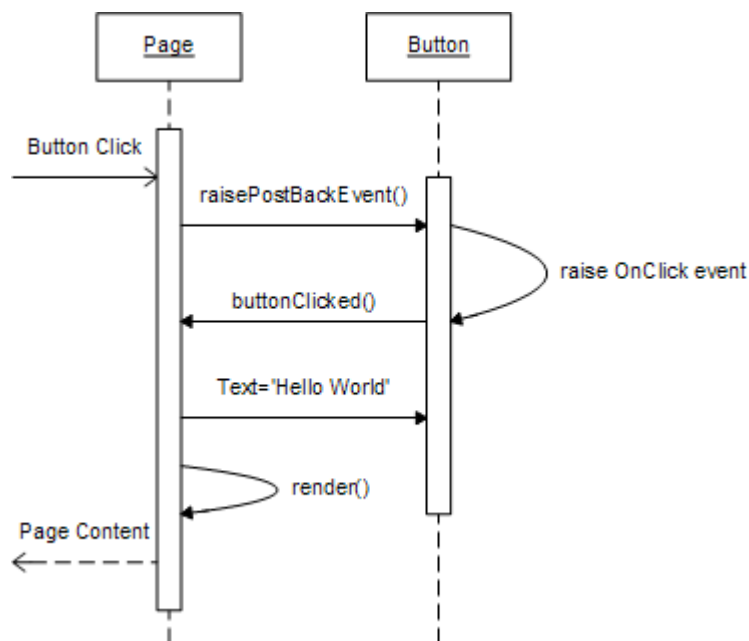 Page
Button
Button Click
raisePostBackEvent()
raise OnClick event
buttonClicked()
Text="Hello World"
render()
Page Content